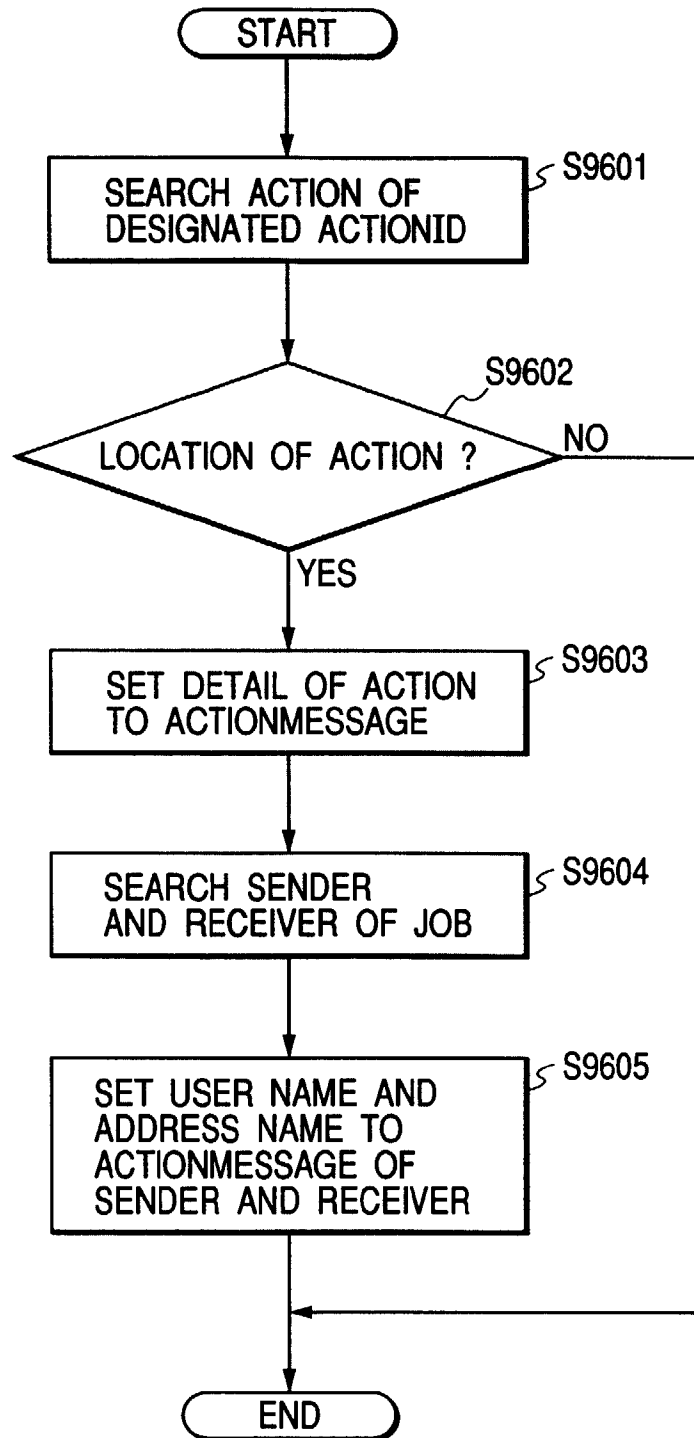 START
S9601
SEARCH ACTION OF
DESIGNATED ACTIONID
S9602
LOCATION OF ACTION ?
NO
YES
S9603
SET DETAIL OF ACTION
TO ACTIONMESSAGE
S9604
SEARCH SENDER
AND RECEIVER OF JOB
S9605
SET USER NAME AND
ADDRESS NAME TO
ACTIONMESSAGE OF
SENDER AND RECEIVER
END